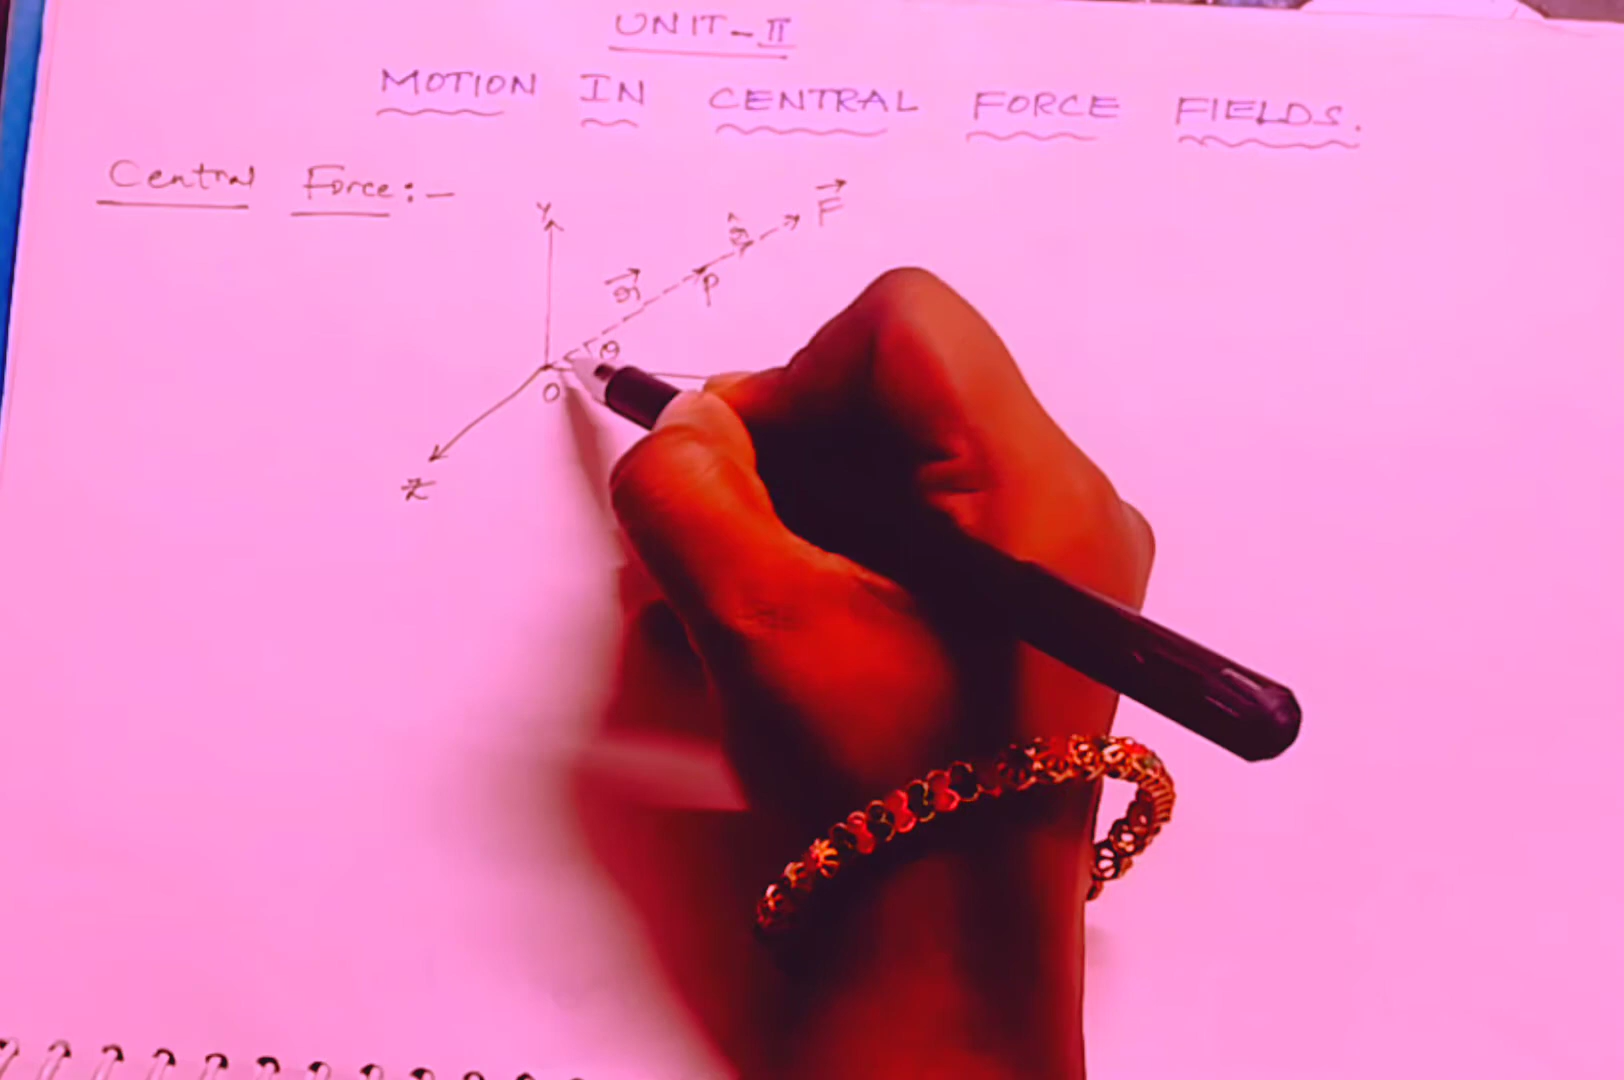 UNIT-II
MOTION IN CENTRAL FORCE FIELDS.
Central Force:-
Y
F
r̂
r
P
θ
O
Z